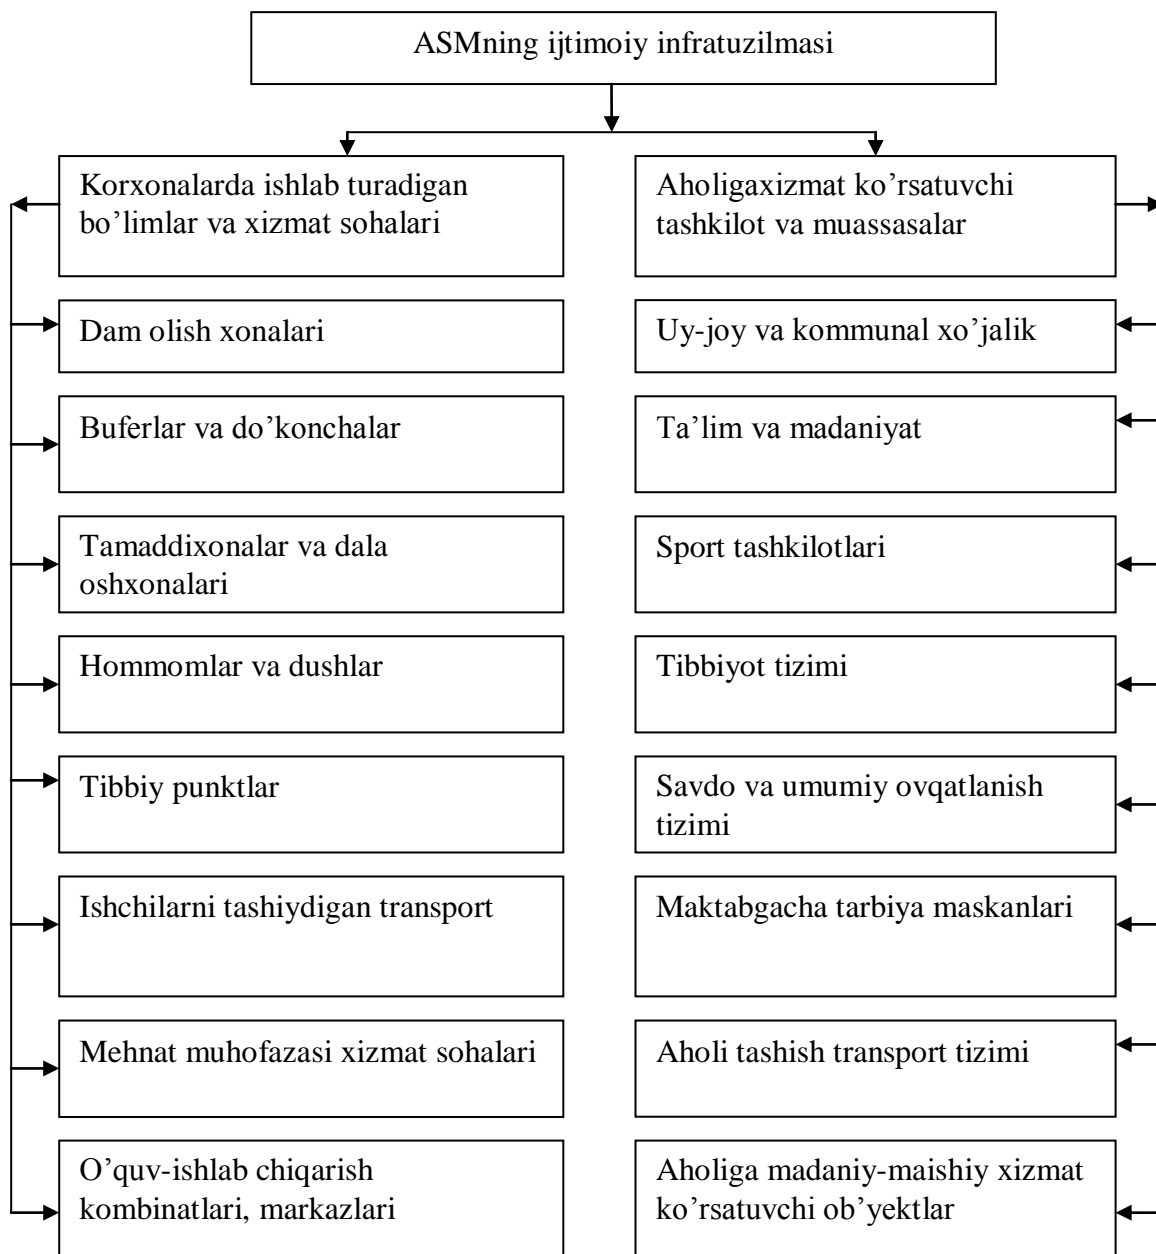 ASMning ijtimoiy infratuzilmasi
Korxonalarda ishlab turadigan
bo’limlar va xizmat sohalari
Aholigaxizmat ko’rsatuvchi
tashkilot va muassasalar
Dam olish xonalari
Uy-joy va kommunal xo’jalik
Buferlar va do’konchalar
Ta’lim va madaniyat
Tamaddixonalar va dala
oshxonalari
Sport tashkilotlari
Hommomlar va dushlar
Tibbiyot tizimi
Tibbiy punktlar
Savdo va umumiy ovqatlanish
tizimi
Ishchilarni tashiydigan transport
Maktabgacha tarbiya maskanlari
Mehnat muhofazasi xizmat sohalari
Aholi tashish transport tizimi
O’quv-ishlab chiqarish
kombinatlari, markazlari
Aholiga madaniy-maishiy xizmat
ko’rsatuvchi ob’yektlar